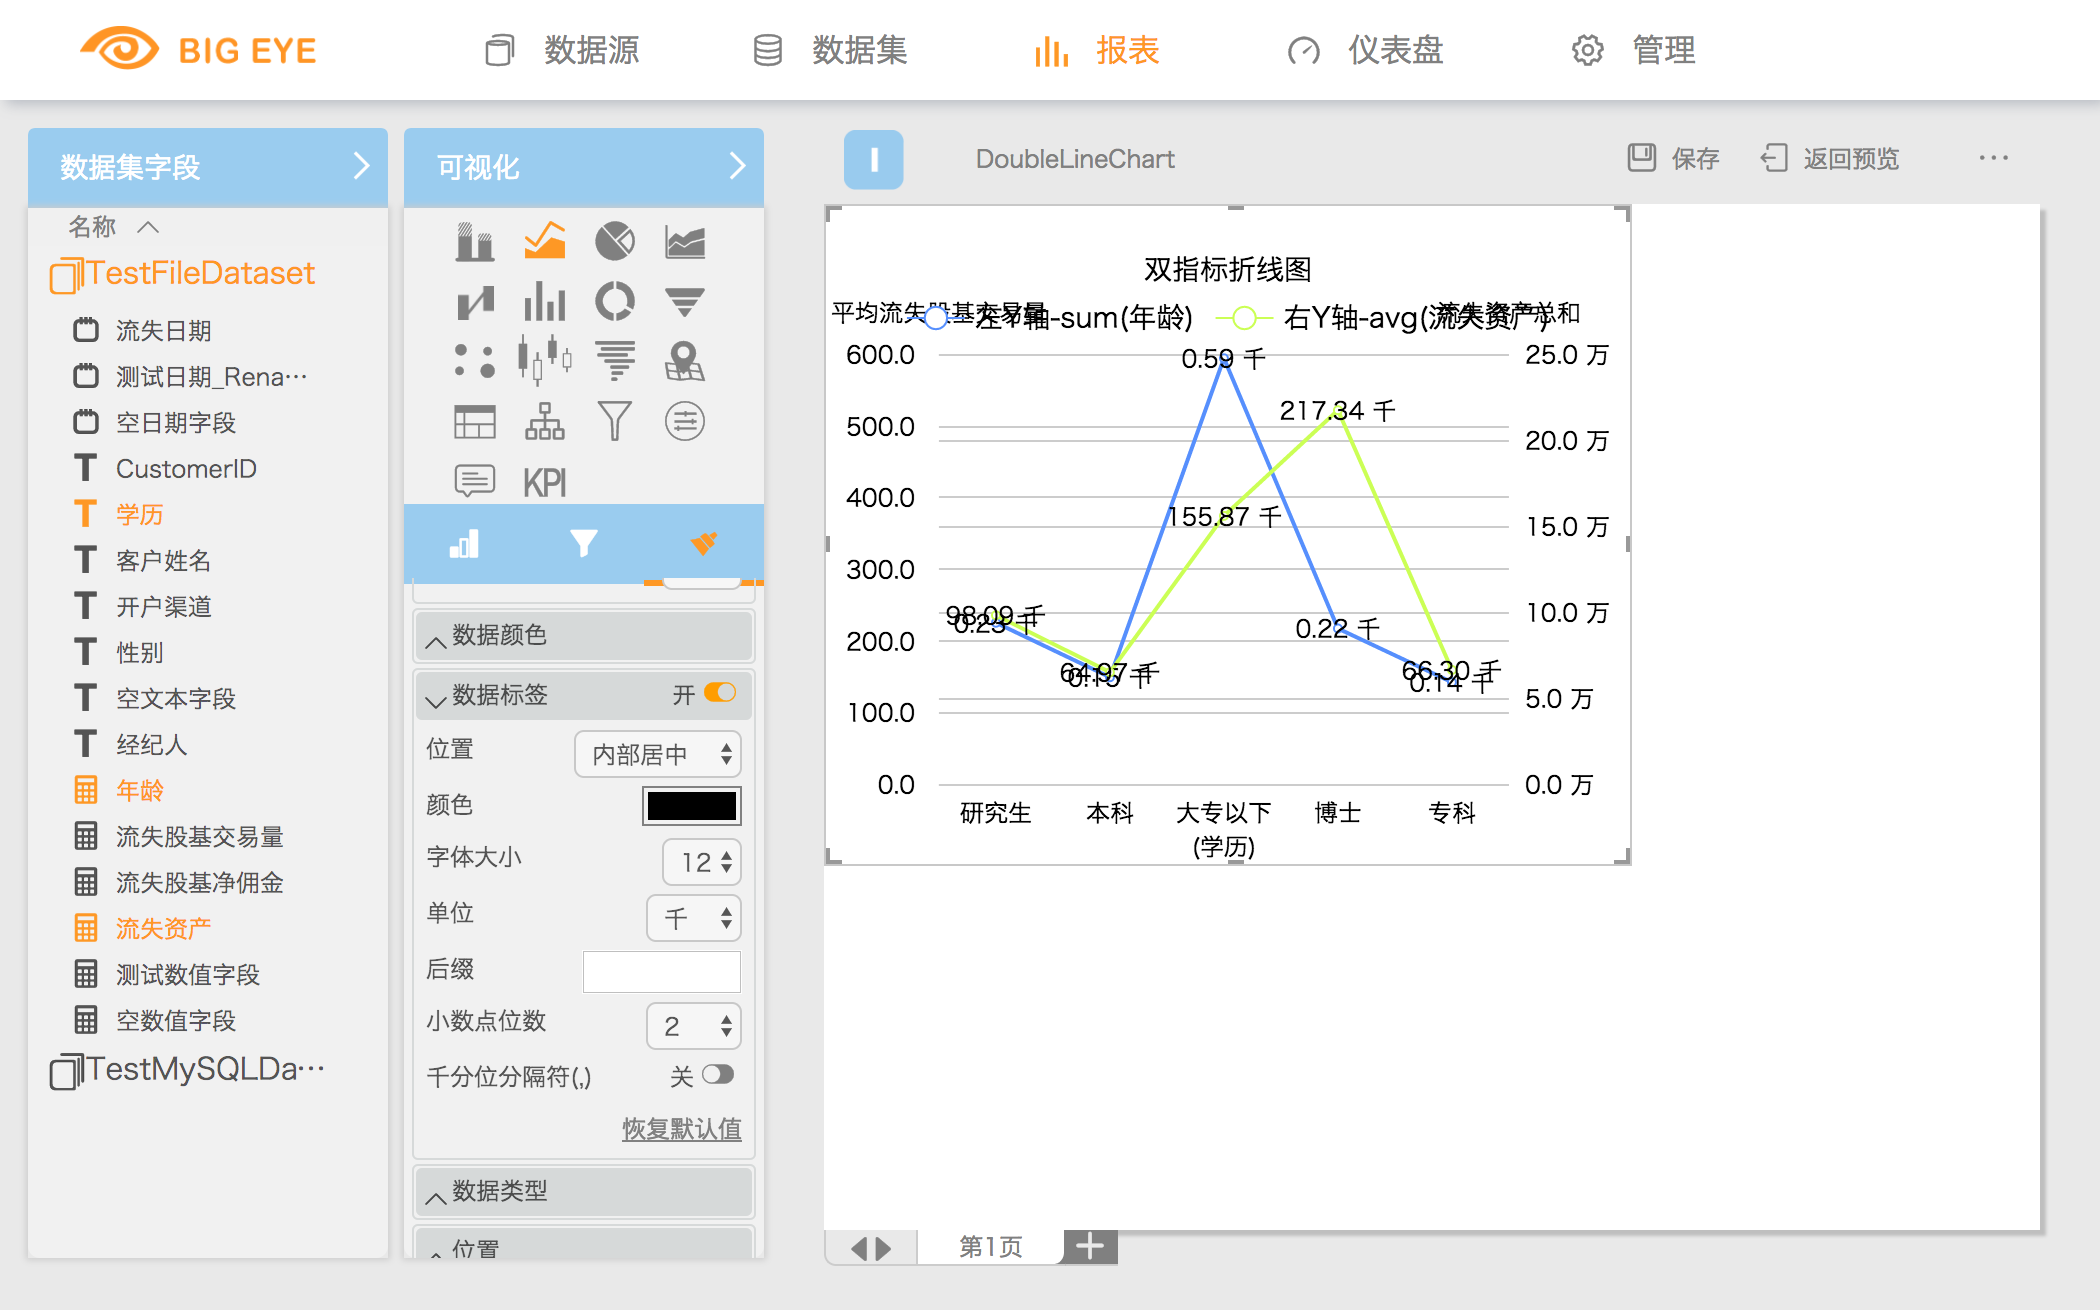 BIG EYE
数据源
数据集
报表
仪表盘
管理
数据集字段
名称
TestFileDataset
流失日期
测试日期_Rena···
空日期字段
CustomerID
学历
客户姓名
开户渠道
性别
空文本字段
经纪人
年龄
流失股基交易量
流失股基净佣金
流失资产
测试数值字段
空数值字段
TestMySQLDa···
可视化
KPI
数据颜色
数据标签 开
位置 内部居中
颜色
字体大小 12
单位 千
后缀
小数点位数 2
千分位分隔符(,) 关
恢复默认值
数据类型
位置
DoubleLineChart
保存
返回预览
···
双指标折线图
平均流失股基交易量
左Y轴-sum(年龄)
右Y轴-avg(流失资产)
流失资产总和
600.0
500.0
400.0
300.0
200.0
100.0
0.0
25.0 万
20.0 万
15.0 万
10.0 万
5.0 万
0.0 万
0.59 千
217.34 千
155.87 千
98.09 千
0.23 千
0.22 千
64.97 千
0.15 千
66.30 千
0.14 千
研究生
本科
大专以下
博士
专科
(学历)
第1页